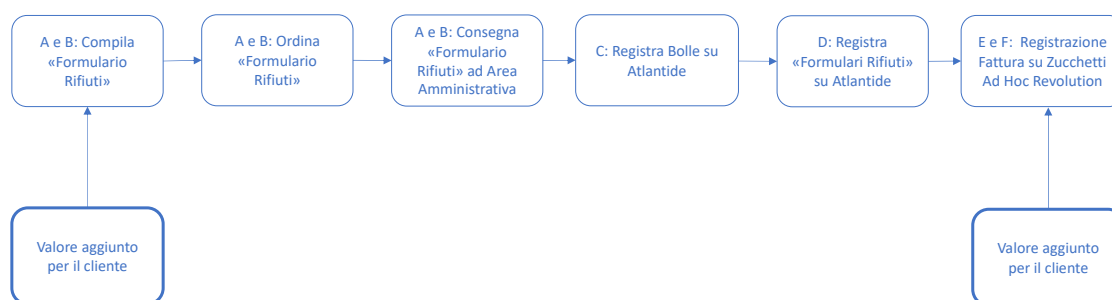 A e B: Compila
«Formulario
Rifiuti»
A e B: Ordina
«Formulario
Rifiuti»
A e B: Consegna
«Formulario
Rifiuti» ad Area
Amministrativa
C: Registra Bolle su
Atlantide
D: Registra
«Formulari Rifiuti»
su Atlantide
E e F:  Registrazione
Fattura su Zucchetti
Ad Hoc Revolution
Valore aggiunto
per il cliente
Valore aggiunto
per il cliente